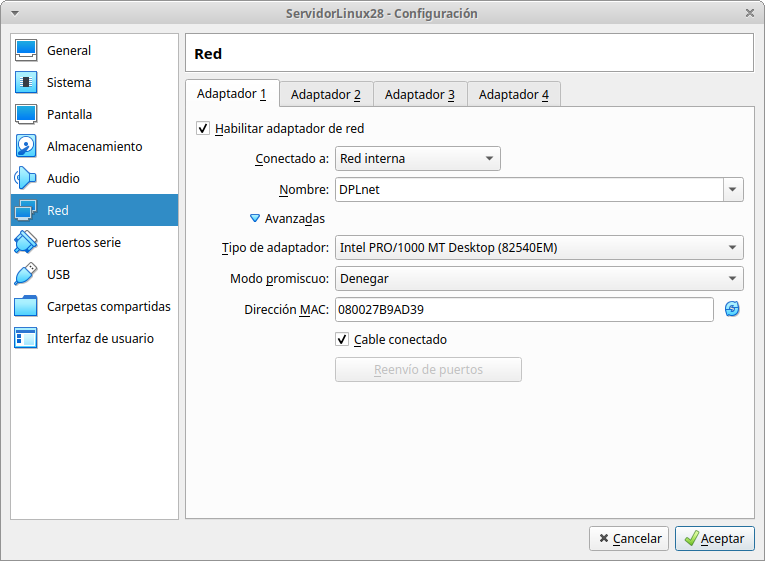 ServidorLinux28 - Configuración
General
Sistema
Pantalla
Almacenamiento
Audio
Red
Puertos serie
USB
Carpetas compartidas
Interfaz de usuario
Red
Adaptador 1 Adaptador 2 Adaptador 3 Adaptador 4
Habilitar adaptador de red
Conectado a: Red interna
Nombre: DPLnet
Avanzadas
Tipo de adaptador: Intel PRO/1000 MT Desktop (82540EM)
Modo promiscuo: Denegar
Dirección MAC: 080027B9AD39
Cable conectado
Reenvío de puertos
Cancelar Aceptar